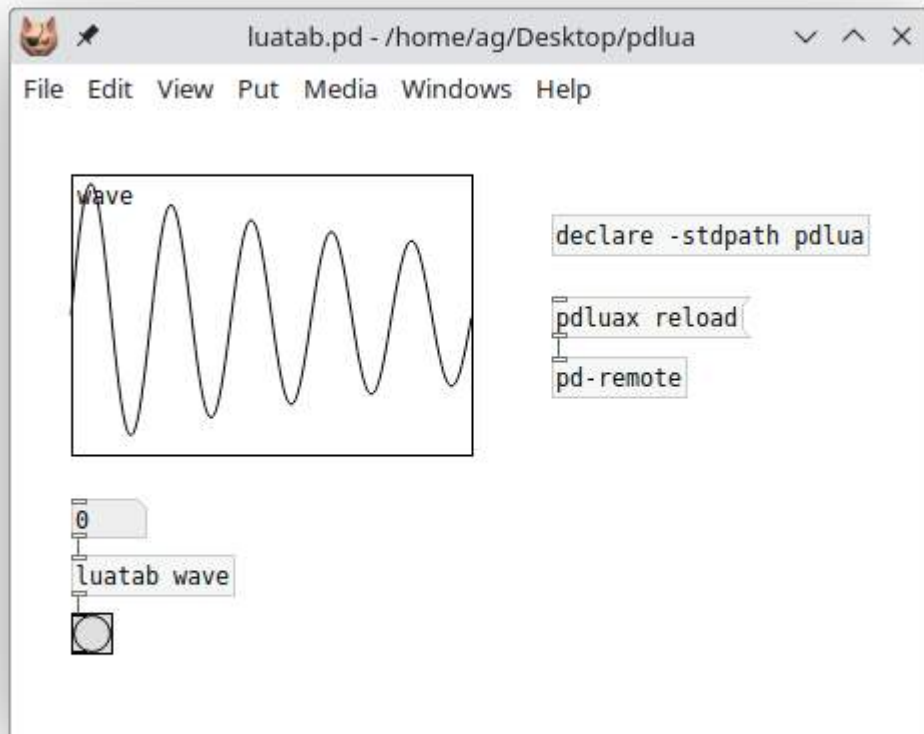 luatab.pd - /home/ag/Desktop/pdlua
File Edit View Put Media Windows Help
wave
declare -stdpath pdlua
pdluax reload
pd-remote
0
luatab wave